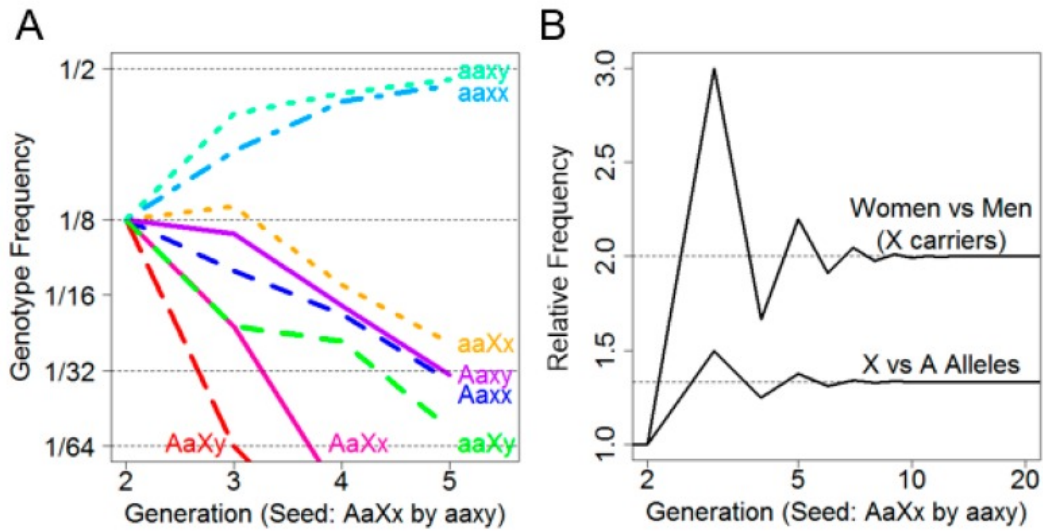 A
Genotype Frequency
1/2
1/8
1/16
1/32
1/64
aaxy
aaxx
aaXx
Aaxy
Aaxx
aaXy
AaXy
AaXx
2
3
4
5
Generation (Seed: AaXx by aaxy)
B
Relative Frequency
3.0
2.5
2.0
1.5
1.0
Women vs Men
(X carriers)
X vs A Alleles
2
5
10
20
Generation (Seed: AaXx by aaxy)